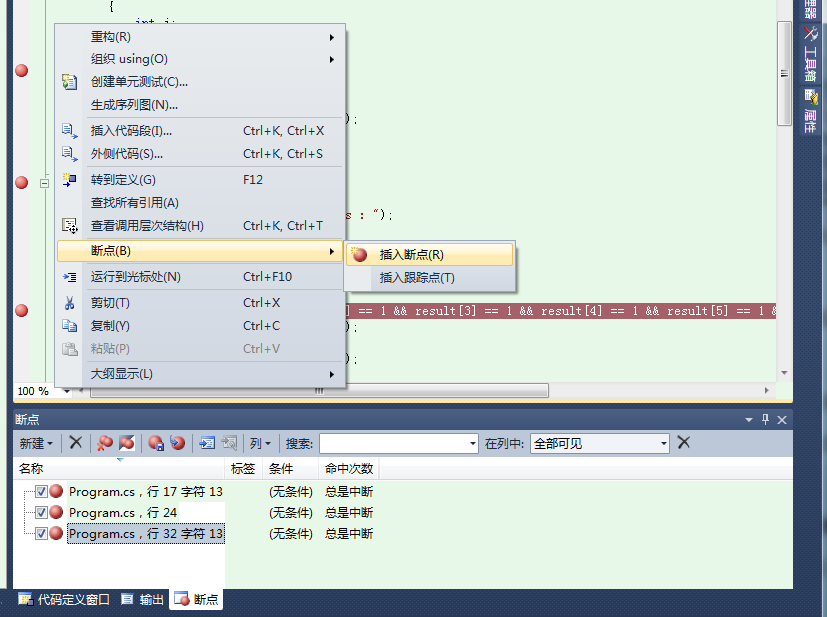 {
int i;
重构(R)
组织 using(O)
创建单元测试(C)...
生成序列图(N)...
插入代码段(I)... Ctrl+K, Ctrl+X
外侧代码(S)... Ctrl+K, Ctrl+S
转到定义(G) F12
查找所有引用(A)
查看调用层次结构(H) Ctrl+K, Ctrl+T
断点(B)
运行到光标处(N) Ctrl+F10
剪切(T) Ctrl+X
复制(Y) Ctrl+C
粘贴(P) Ctrl+V
大纲显示(L)
插入断点(R)
插入跟踪点(T)
);
s : ");
] == 1 && result[3] == 1 && result[4] == 1 && result[5] == 1 &
);
);
工具箱
属性
100 %
断点
新建 列 搜索: 在列中: 全部可见
名称 标签 条件 命中次数
Program.cs，行 17 字符 13 (无条件) 总是中断
Program.cs，行 24 (无条件) 总是中断
Program.cs，行 32 字符 13 (无条件) 总是中断
代码定义窗口 输出 断点